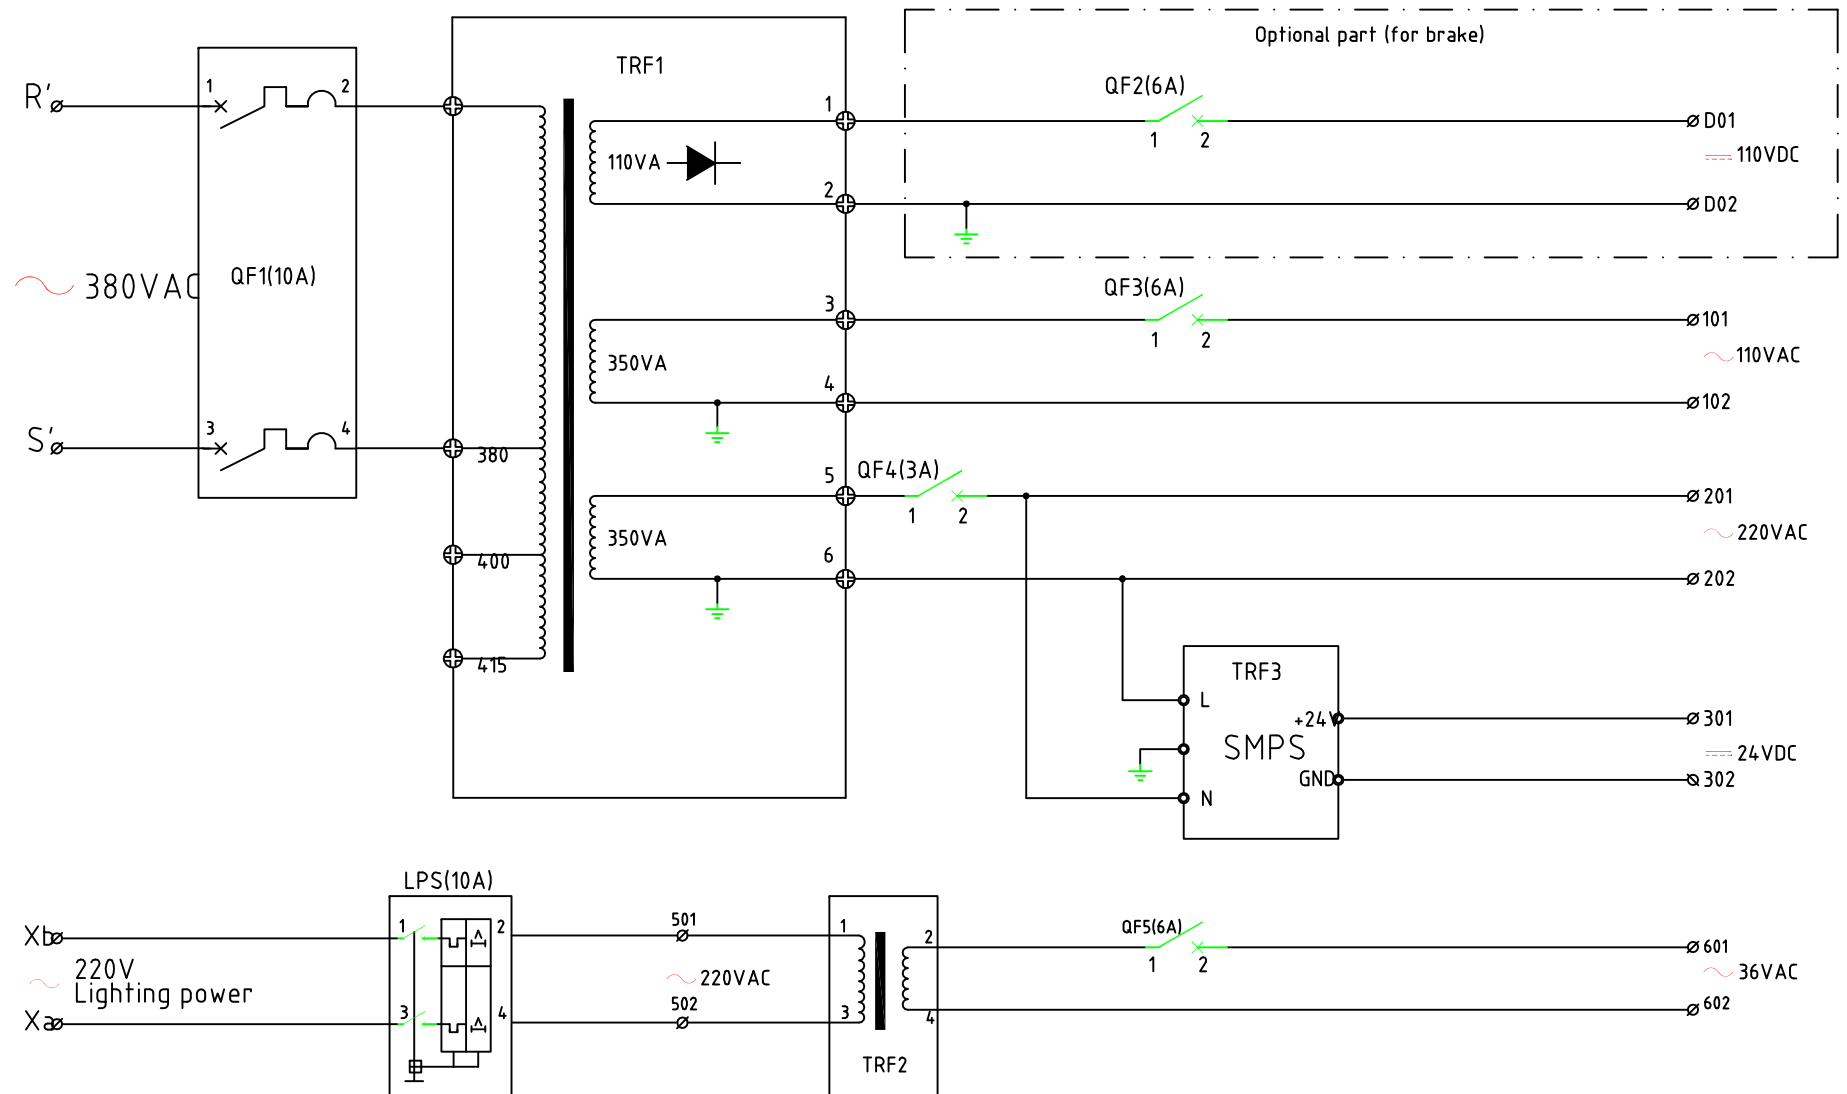 Optional part (for brake)
TRF1
QF2(6A)
R'
1
2
1
D01
1
2
110VDC
110VA
2
D02
380VAC
QF1(10A)
QF3(6A)
3
101
1
2
110VAC
350VA
4
102
S'
3
4
380
5
QF4(3A)
201
1
2
220VAC
350VA
6
202
400
415
TRF3
L
+24V
301
SMPS
24VDC
GND
302
N
LPS(10A)
Xb
1
2
501
1
2
QF5(6A)
601
1
2
220V
Lighting power
220VAC
36VAC
Xa
3
4
502
3
4
602
TRF2